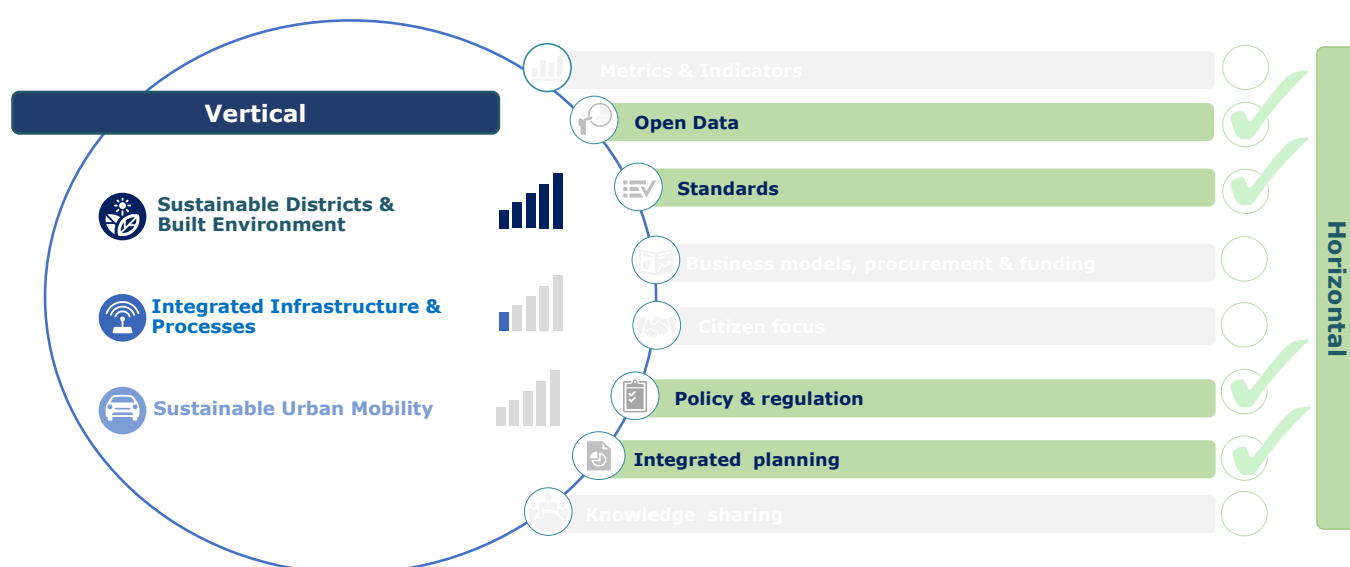 Vertical
Sustainable Districts &
Built Environment
Integrated Infrastructure &
Processes
Sustainable Urban Mobility
Metrics & Indicators
Open Data
Standards
Business models, procurement & funding
Citizen focus
Policy & regulation
Integrated planning
Knowledge sharing
Horizontal